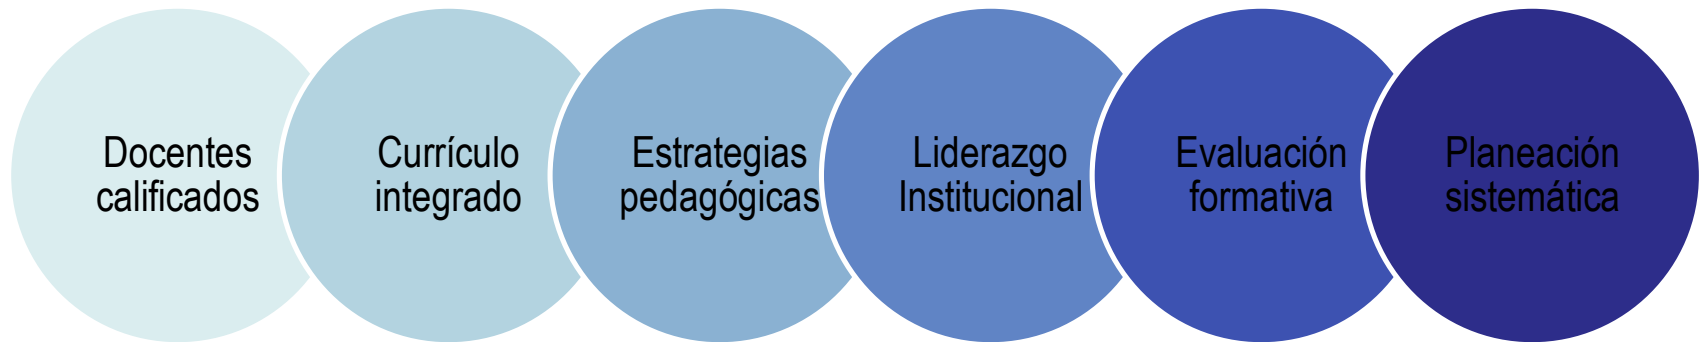 Docentes
calificados
Currículo
integrado
Estrategias
pedagógicas
Liderazgo
Institucional
Evaluación
formativa
Planeación
sistemática